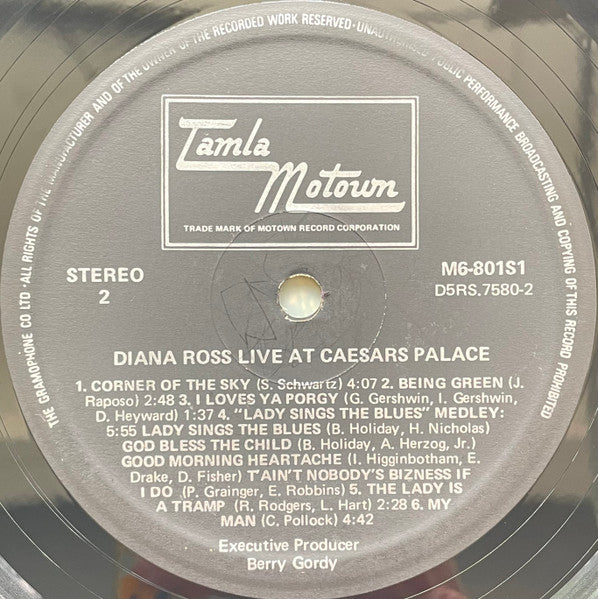 THE GRAMOPHONE CO LTD · ALL RIGHTS OF THE MANUFACTURER AND OF THE OWNER OF THE RECORDED WORK RESERVED · UNAUTHORIZED PUBLIC PERFORMANCE BROADCASTING AND COPYING OF THIS RECORD PROHIBITED
Tamla
Motown
TRADE MARK OF MOTOWN RECORD CORPORATION
STEREO
2
M6-801S1
D5RS.7580-2
DIANA ROSS LIVE AT CAESARS PALACE
1. CORNER OF THE SKY (S. Schwartz) 4:07 2. BEING GREEN (J.
Raposo) 2:48 3. I LOVES YA PORGY (G. Gershwin, I. Gershwin,
D. Heyward) 1:37 4. "LADY SINGS THE BLUES" MEDLEY:
5:55 LADY SINGS THE BLUES (B. Holiday, H. Nicholas)
GOD BLESS THE CHILD (B. Holiday, A. Herzog, Jr.)
GOOD MORNING HEARTACHE (I. Higginbotham, E.
Drake, D. Fisher) T'AIN'T NOBODY'S BIZNESS IF
I DO (P. Grainger, E. Robbins) 5. THE LADY IS
A TRAMP (R. Rodgers, L. Hart) 2:28 6. MY
MAN (C. Pollock) 4:42
Executive Producer
Berry Gordy